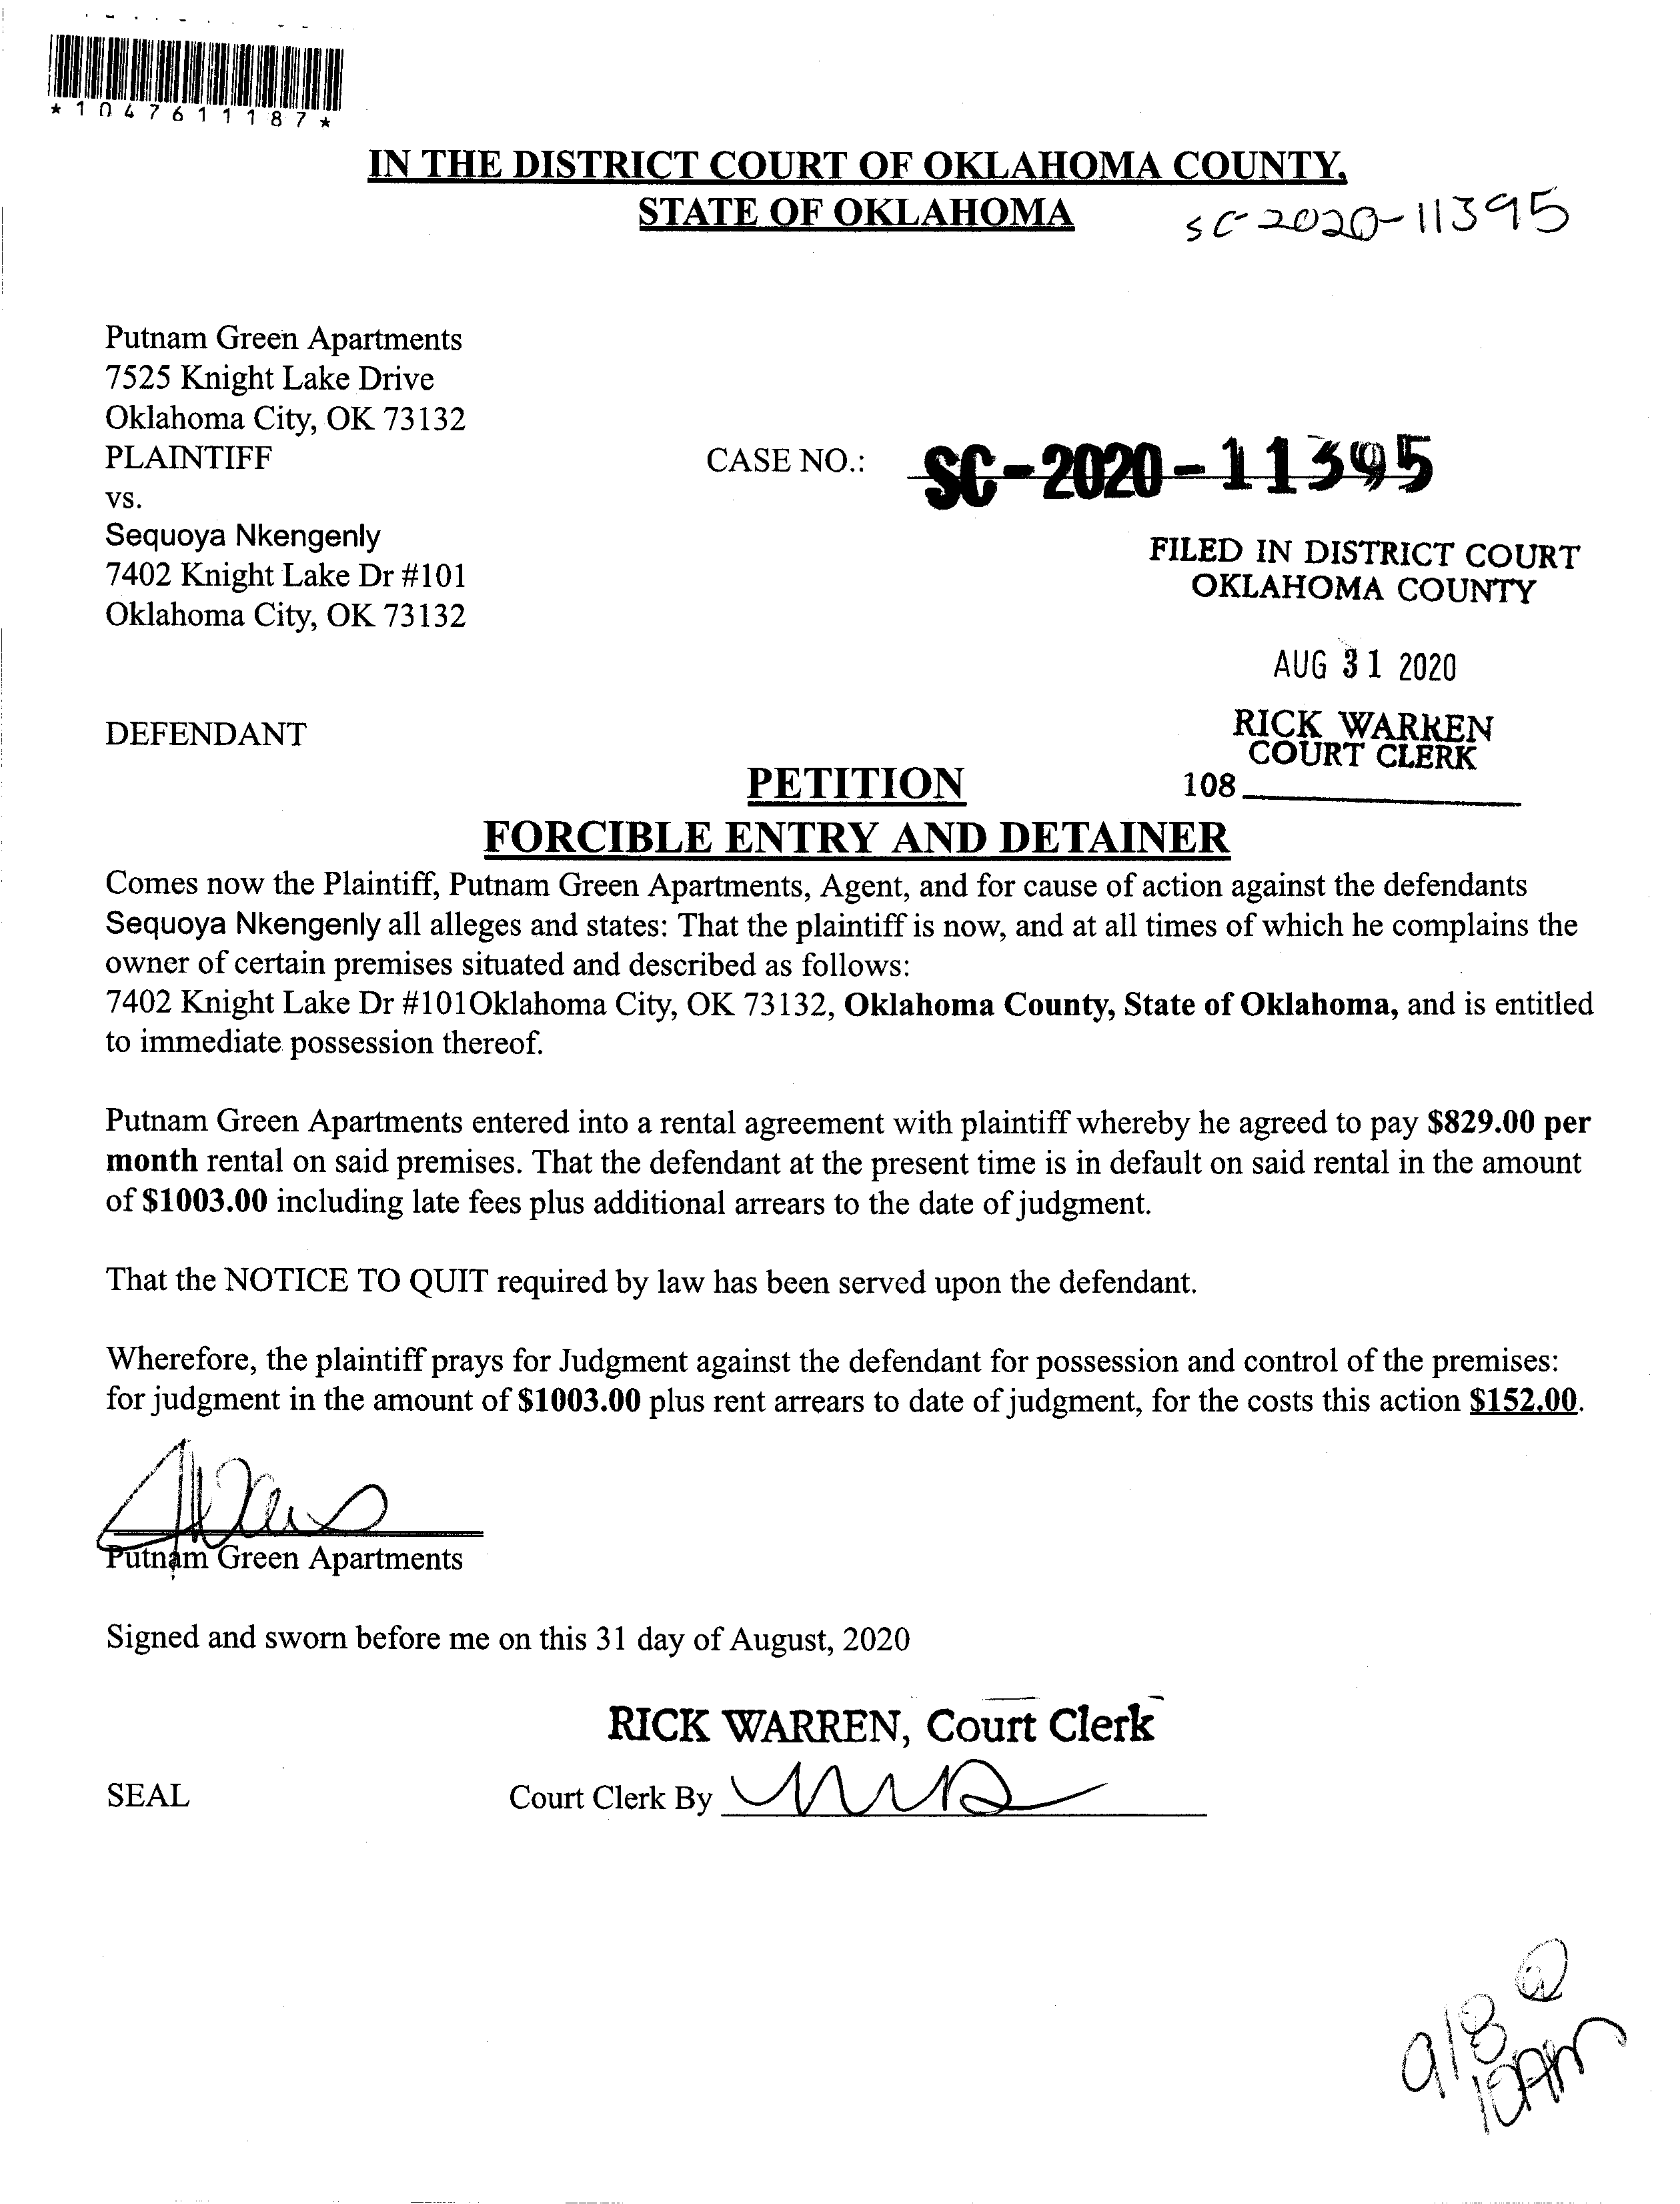 *1047611187*
IN THE DISTRICT COURT OF OKLAHOMA COUNTY,
STATE OF OKLAHOMA
SC-2020-11395
Putnam Green Apartments
7525 Knight Lake Drive
Oklahoma City, OK 73132
PLAINTIFF
CASE NO.: SC-2020-11395
vs.
Sequoya Nkengenly
7402 Knight Lake Dr #101
Oklahoma City, OK 73132
FILED IN DISTRICT COURT
OKLAHOMA COUNTY
AUG 31 2020
DEFENDANT
RICK WARREN
COURT CLERK
108
PETITION
FORCIBLE ENTRY AND DETAINER
Comes now the Plaintiff, Putnam Green Apartments, Agent, and for cause of action against the defendants
Sequoya Nkengenly all alleges and states: That the plaintiff is now, and at all times of which he complains the
owner of certain premises situated and described as follows:
7402 Knight Lake Dr #101Oklahoma City, OK 73132, Oklahoma County, State of Oklahoma, and is entitled
to immediate possession thereof.
Putnam Green Apartments entered into a rental agreement with plaintiff whereby he agreed to pay $829.00 per
month rental on said premises. That the defendant at the present time is in default on said rental in the amount
of $1003.00 including late fees plus additional arrears to the date of judgment.
That the NOTICE TO QUIT required by law has been served upon the defendant.
Wherefore, the plaintiff prays for Judgment against the defendant for possession and control of the premises:
for judgment in the amount of $1003.00 plus rent arrears to date of judgment, for the costs this action $152.00.
Putnam Green Apartments
Signed and sworn before me on this 31 day of August, 2020
RICK WARREN, Court Clerk
SEAL
Court Clerk By
9/8 @
10AM